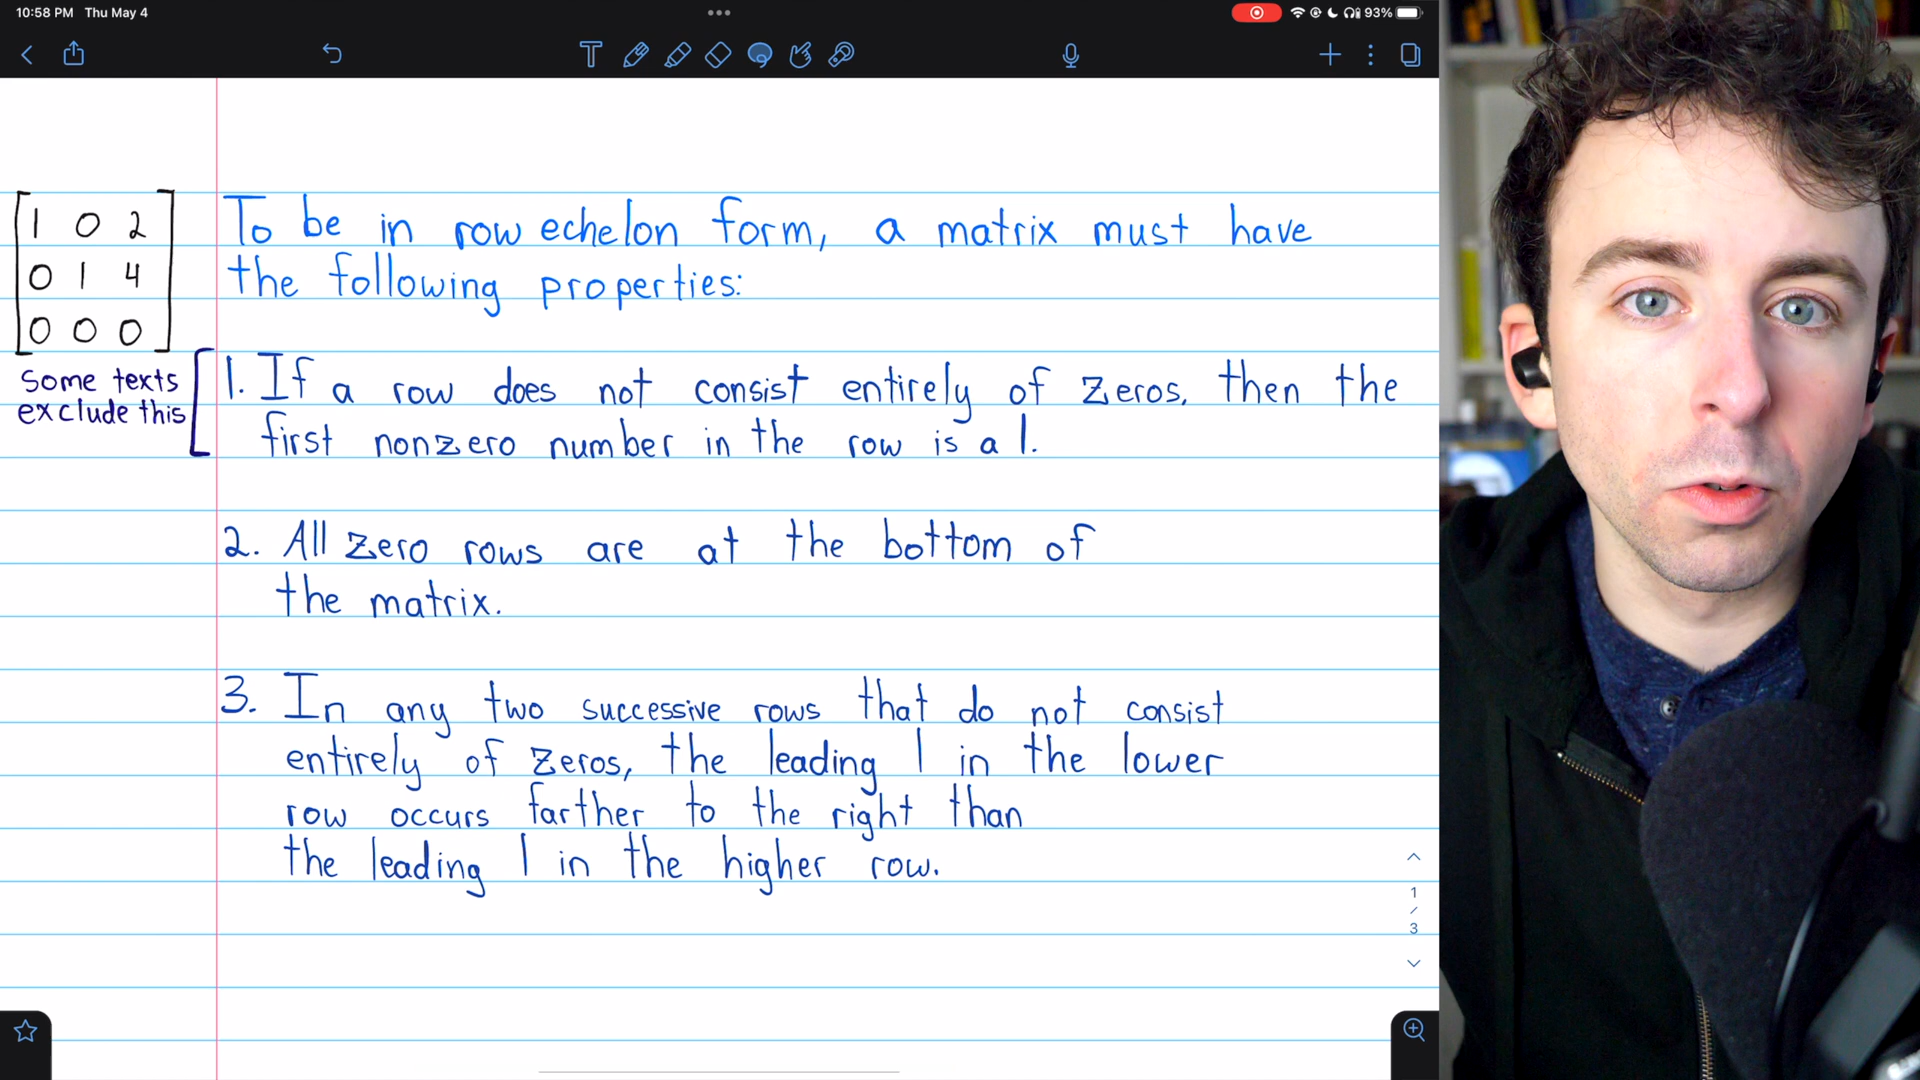 10:58 PM Thu May 4
93%
1 0 2
0 1 4
0 0 0
To be in row echelon form, a matrix must have
the following properties:
Some texts
exclude this
1. If a row does not consist entirely of zeros, then the
first nonzero number in the row is a 1.
2. All zero rows are at the bottom of
the matrix.
3. In any two successive rows that do not consist
entirely of zeros, the leading 1 in the lower
row occurs farther to the right than
the leading 1 in the higher row.
1
/
3